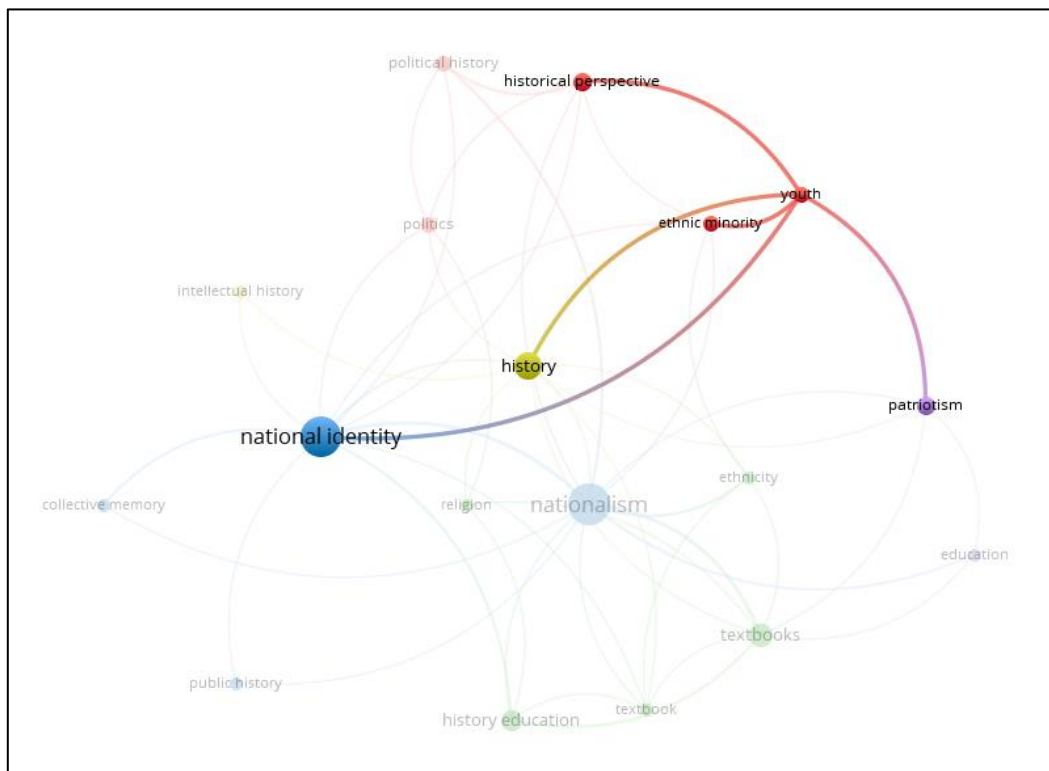 political history
historical perspective
youth
ethnic minority
politics
intellectual history
history
patriotism
national identity
ethnicity
collective memory
religion
nationalism
education
textbooks
public history
textbook
history education